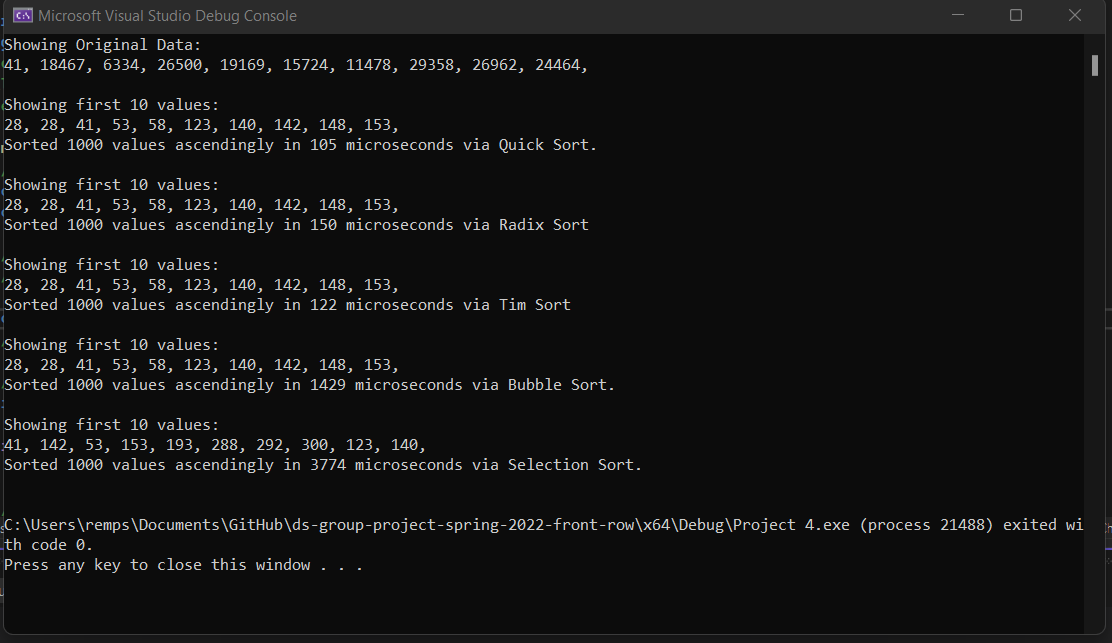 Microsoft Visual Studio Debug Console
Showing Original Data:
41, 18467, 6334, 26500, 19169, 15724, 11478, 29358, 26962, 24464,
Showing first 10 values:
28, 28, 41, 53, 58, 123, 140, 142, 148, 153,
Sorted 1000 values ascendingly in 105 microseconds via Quick Sort.
Showing first 10 values:
28, 28, 41, 53, 58, 123, 140, 142, 148, 153,
Sorted 1000 values ascendingly in 150 microseconds via Radix Sort
Showing first 10 values:
28, 28, 41, 53, 58, 123, 140, 142, 148, 153,
Sorted 1000 values ascendingly in 122 microseconds via Tim Sort
Showing first 10 values:
28, 28, 41, 53, 58, 123, 140, 142, 148, 153,
Sorted 1000 values ascendingly in 1429 microseconds via Bubble Sort.
Showing first 10 values:
41, 142, 53, 153, 193, 288, 292, 300, 123, 140,
Sorted 1000 values ascendingly in 3774 microseconds via Selection Sort.
C:\Users\remps\Documents\GitHub\ds-group-project-spring-2022-front-row\x64\Debug\Project 4.exe (process 21488) exited wi
th code 0.
Press any key to close this window . . .